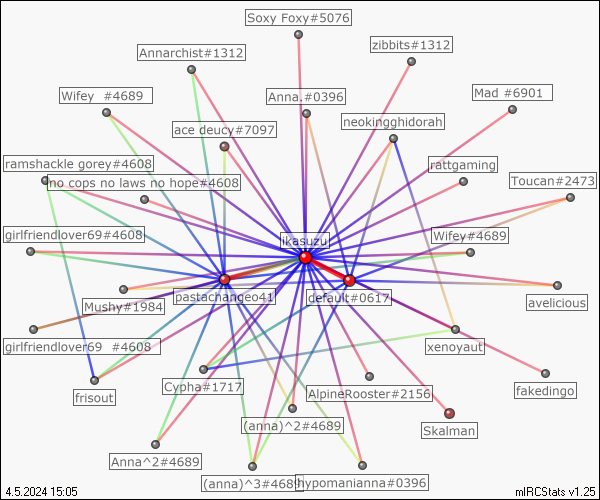 Soxy Foxy#5076
Annarchist#1312
zibbits#1312
Wifey  #4689
Anna.#0396
Mad #6901
ace deucy#7097
neokingghidorah
ramshackle gorey#4608
rattgaming
no cops no laws no hope#4608
Toucan#2473
girlfriendlover69#4608
ikasuzu
Wifey#4689
Mushy#1984
pastachangeo41
default#0617
avelicious
girlfriendlover69  #4608
xenoyaut
frisout
Cypha#1717
AlpineRooster#2156
fakedingo
(anna)^2#4689
Skalman
Anna^2#4689
(anna)^3#4689
hypomanianna#0396
4.5.2024 15:05
mIRCStats v1.25